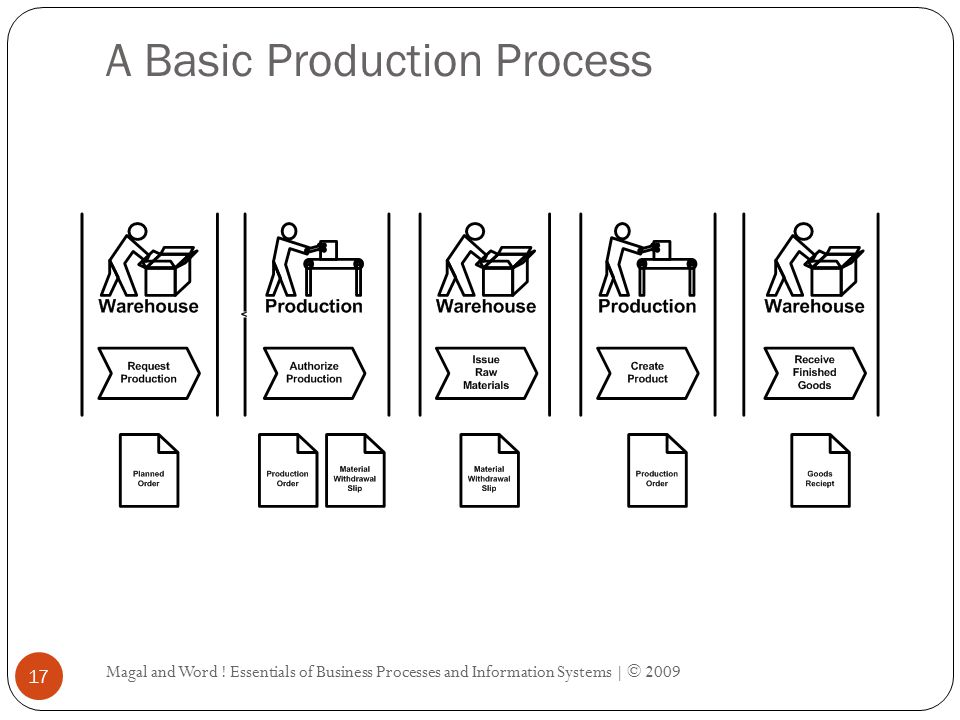 A Basic Production Process
Warehouse
Production
Warehouse
Production
Warehouse
Request
Production
Authorize
Production
Issue
Raw
Materials
Create
Product
Receive
Finished
Goods
Planned
Order
Production
Order
Material
Withdrawal
Slip
Material
Withdrawal
Slip
Production
Order
Goods
Reciept
17
Magal and Word ! Essentials of Business Processes and Information Systems | © 2009